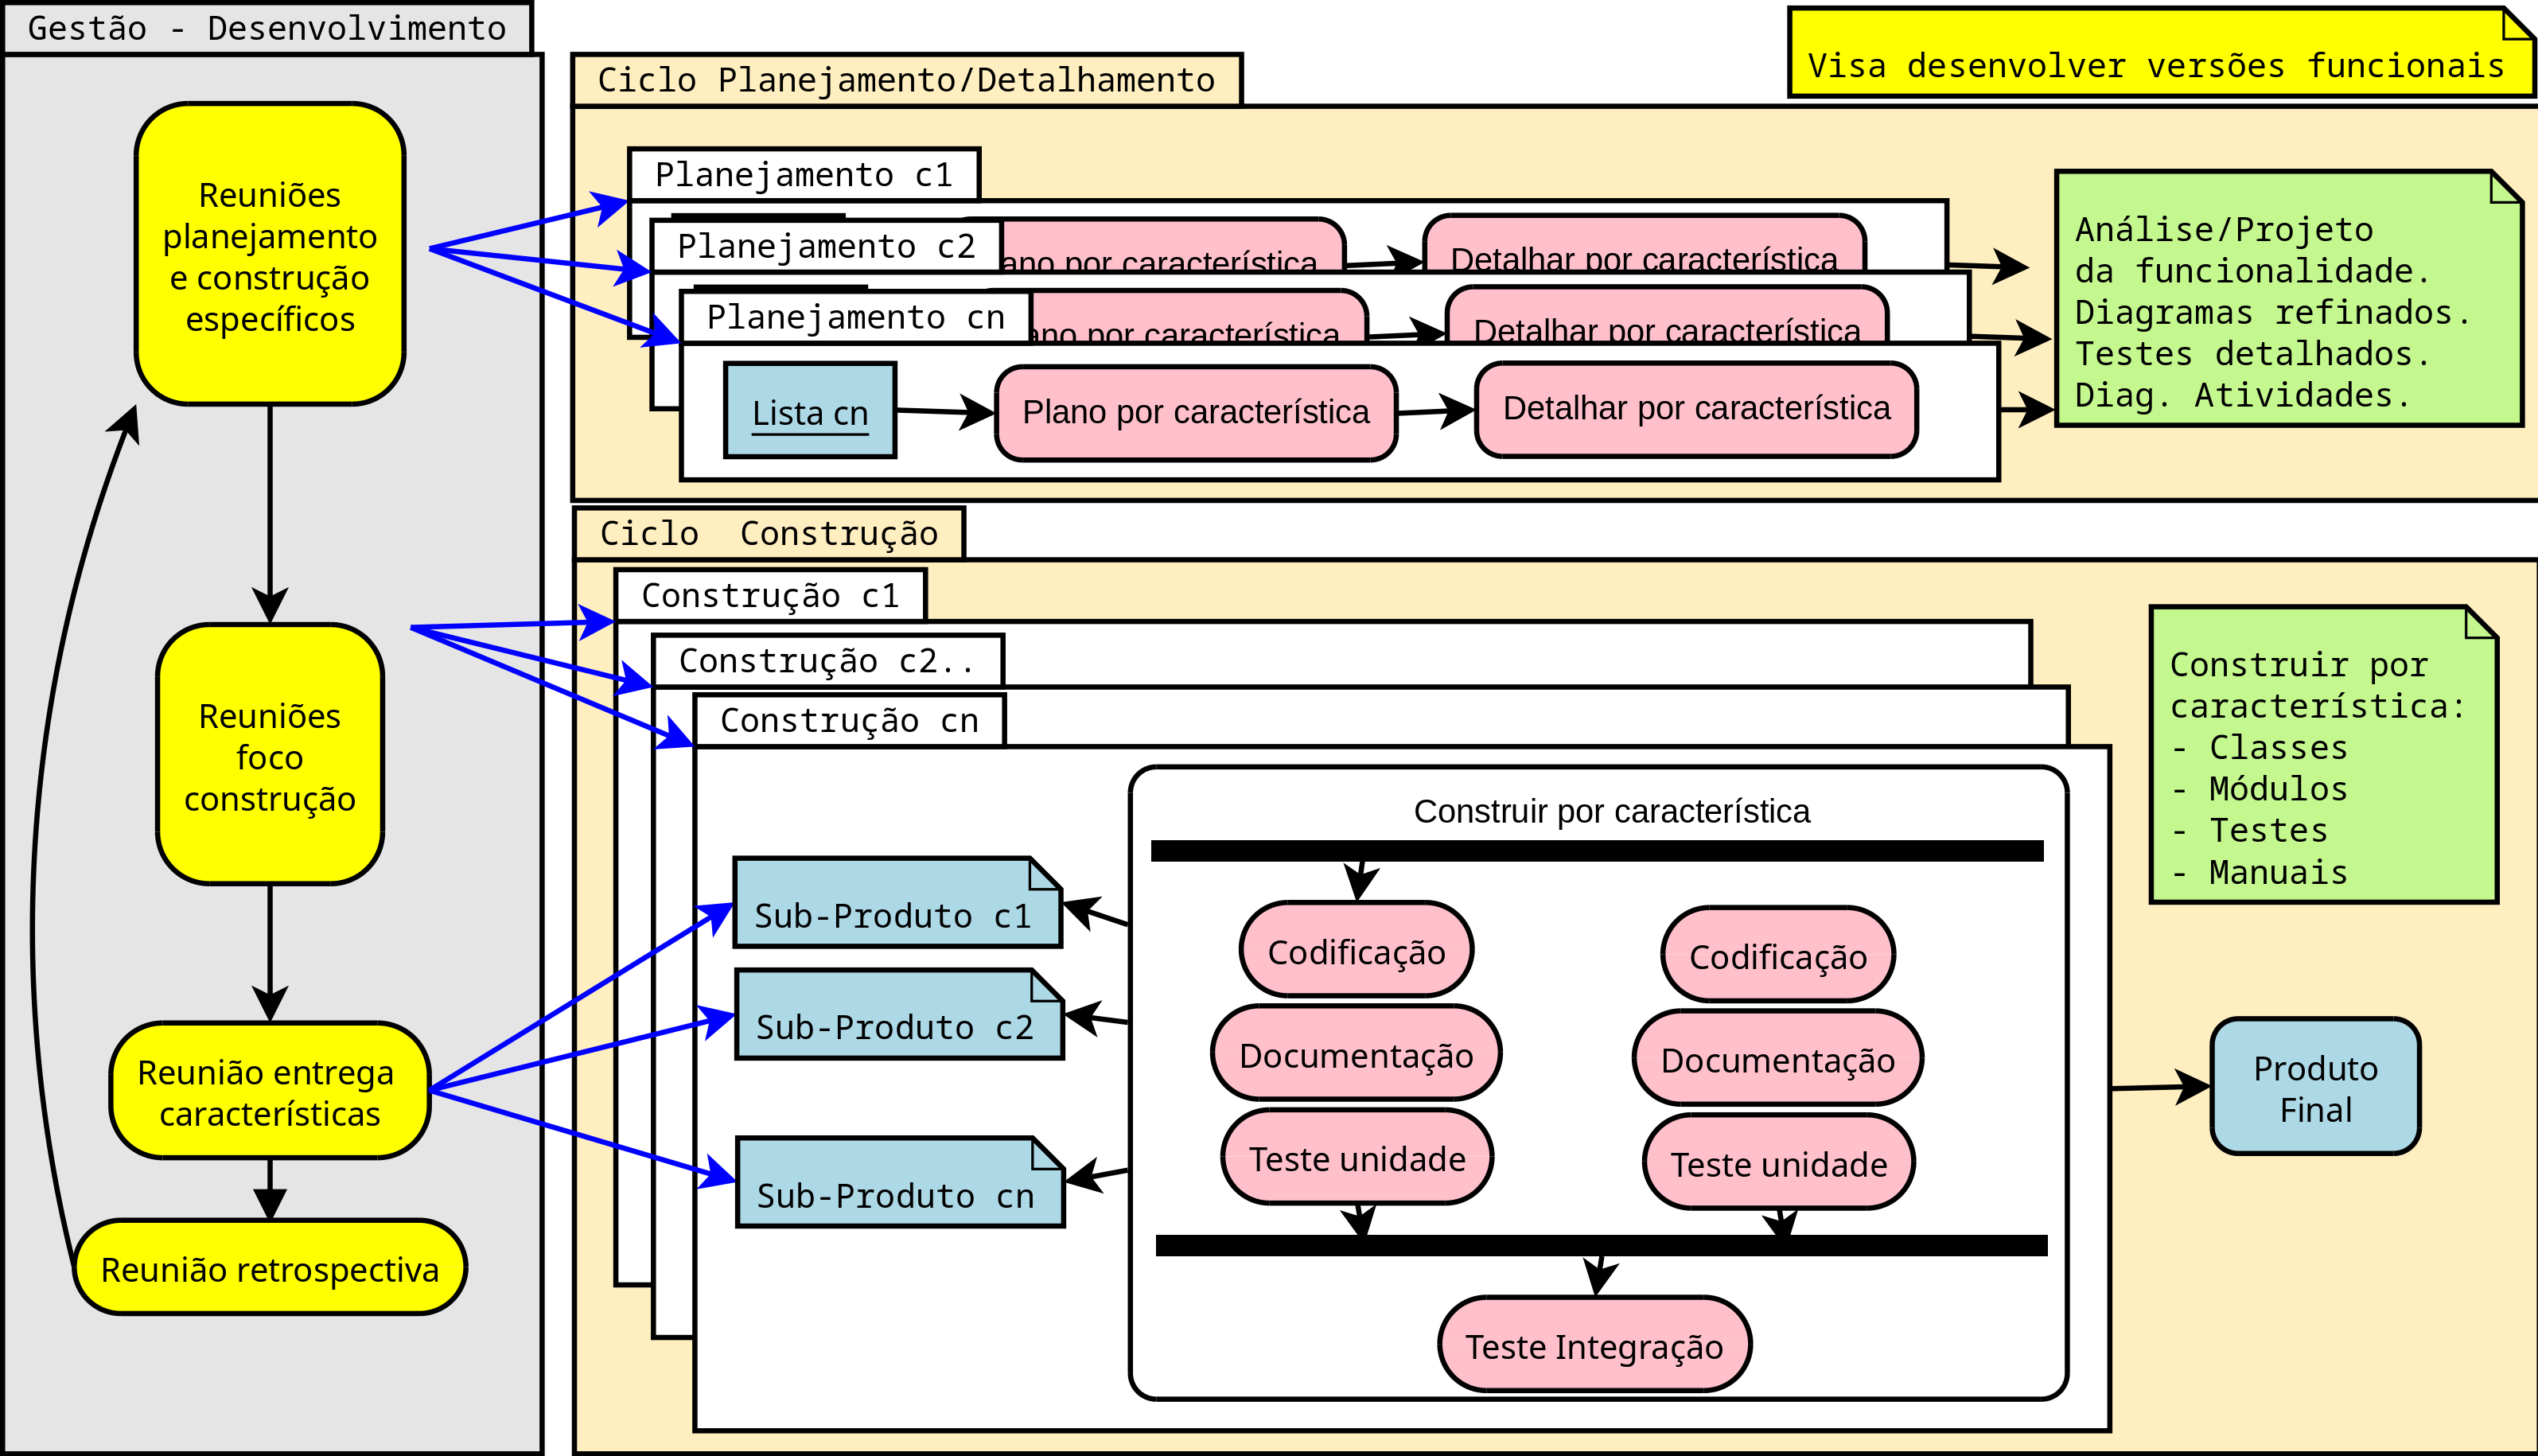 Gestão - Desenvolvimento
Reuniões
planejamento
e construção
específicos
Reuniões
foco
construção
Reunião entrega
características
Reunião retrospectiva
Visa desenvolver versões funcionais
Ciclo Planejamento/Detalhamento
Planejamento c1
Planejamento c2
ano por característica
Detalhar por característica
Planejamento cn
ano por característica
Detalhar por característica
Lista cn
Plano por característica
Detalhar por característica
Análise/Projeto
da funcionalidade.
Diagramas refinados.
Testes detalhados.
Diag. Atividades.
Ciclo  Construção
Construção c1
Construção c2..
Construção cn
Sub-Produto c1
Sub-Produto c2
Sub-Produto cn
Construir por característica
Codificação
Documentação
Teste unidade
Codificação
Documentação
Teste unidade
Teste Integração
Construir por
característica:
- Classes
- Módulos
- Testes
- Manuais
Produto
Final